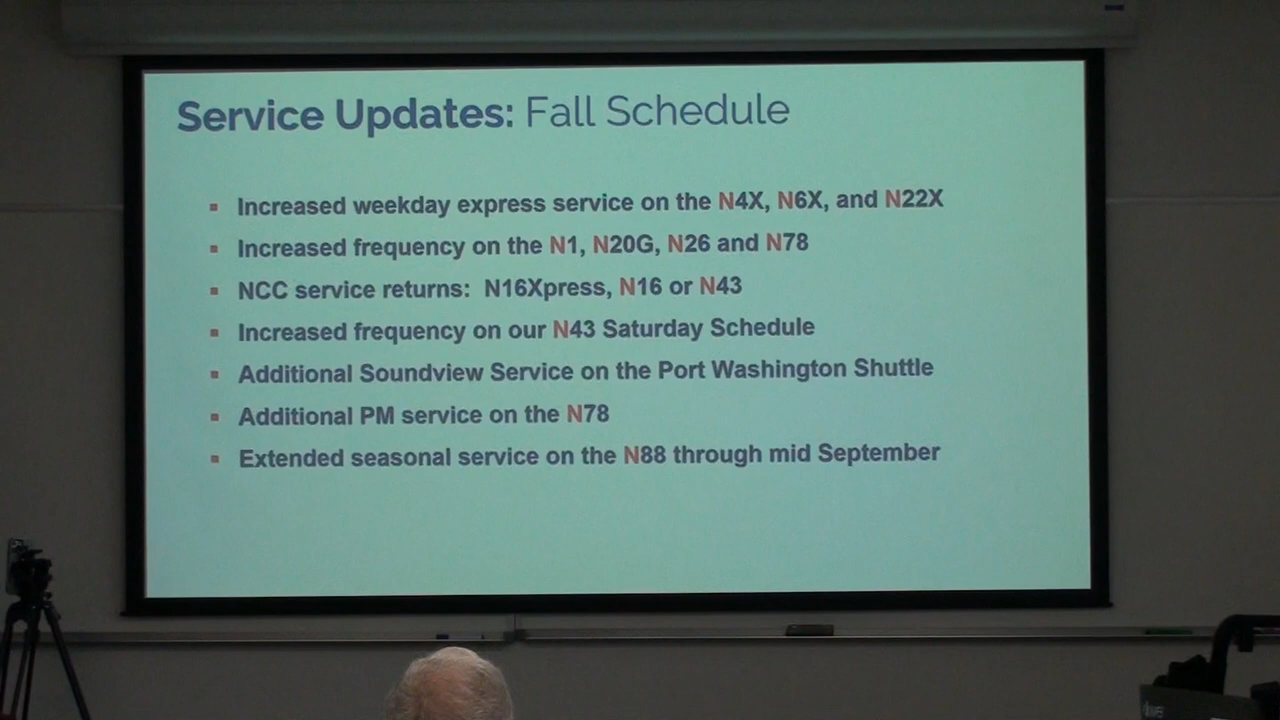 Service Updates: Fall Schedule
Increased weekday express service on the N4X, N6X, and N22X
Increased frequency on the N1, N20G, N26 and N78
NCC service returns: N16Xpress, N16 or N43
Increased frequency on our N43 Saturday Schedule
Additional Soundview Service on the Port Washington Shuttle
Additional PM service on the N78
Extended seasonal service on the N88 through mid September